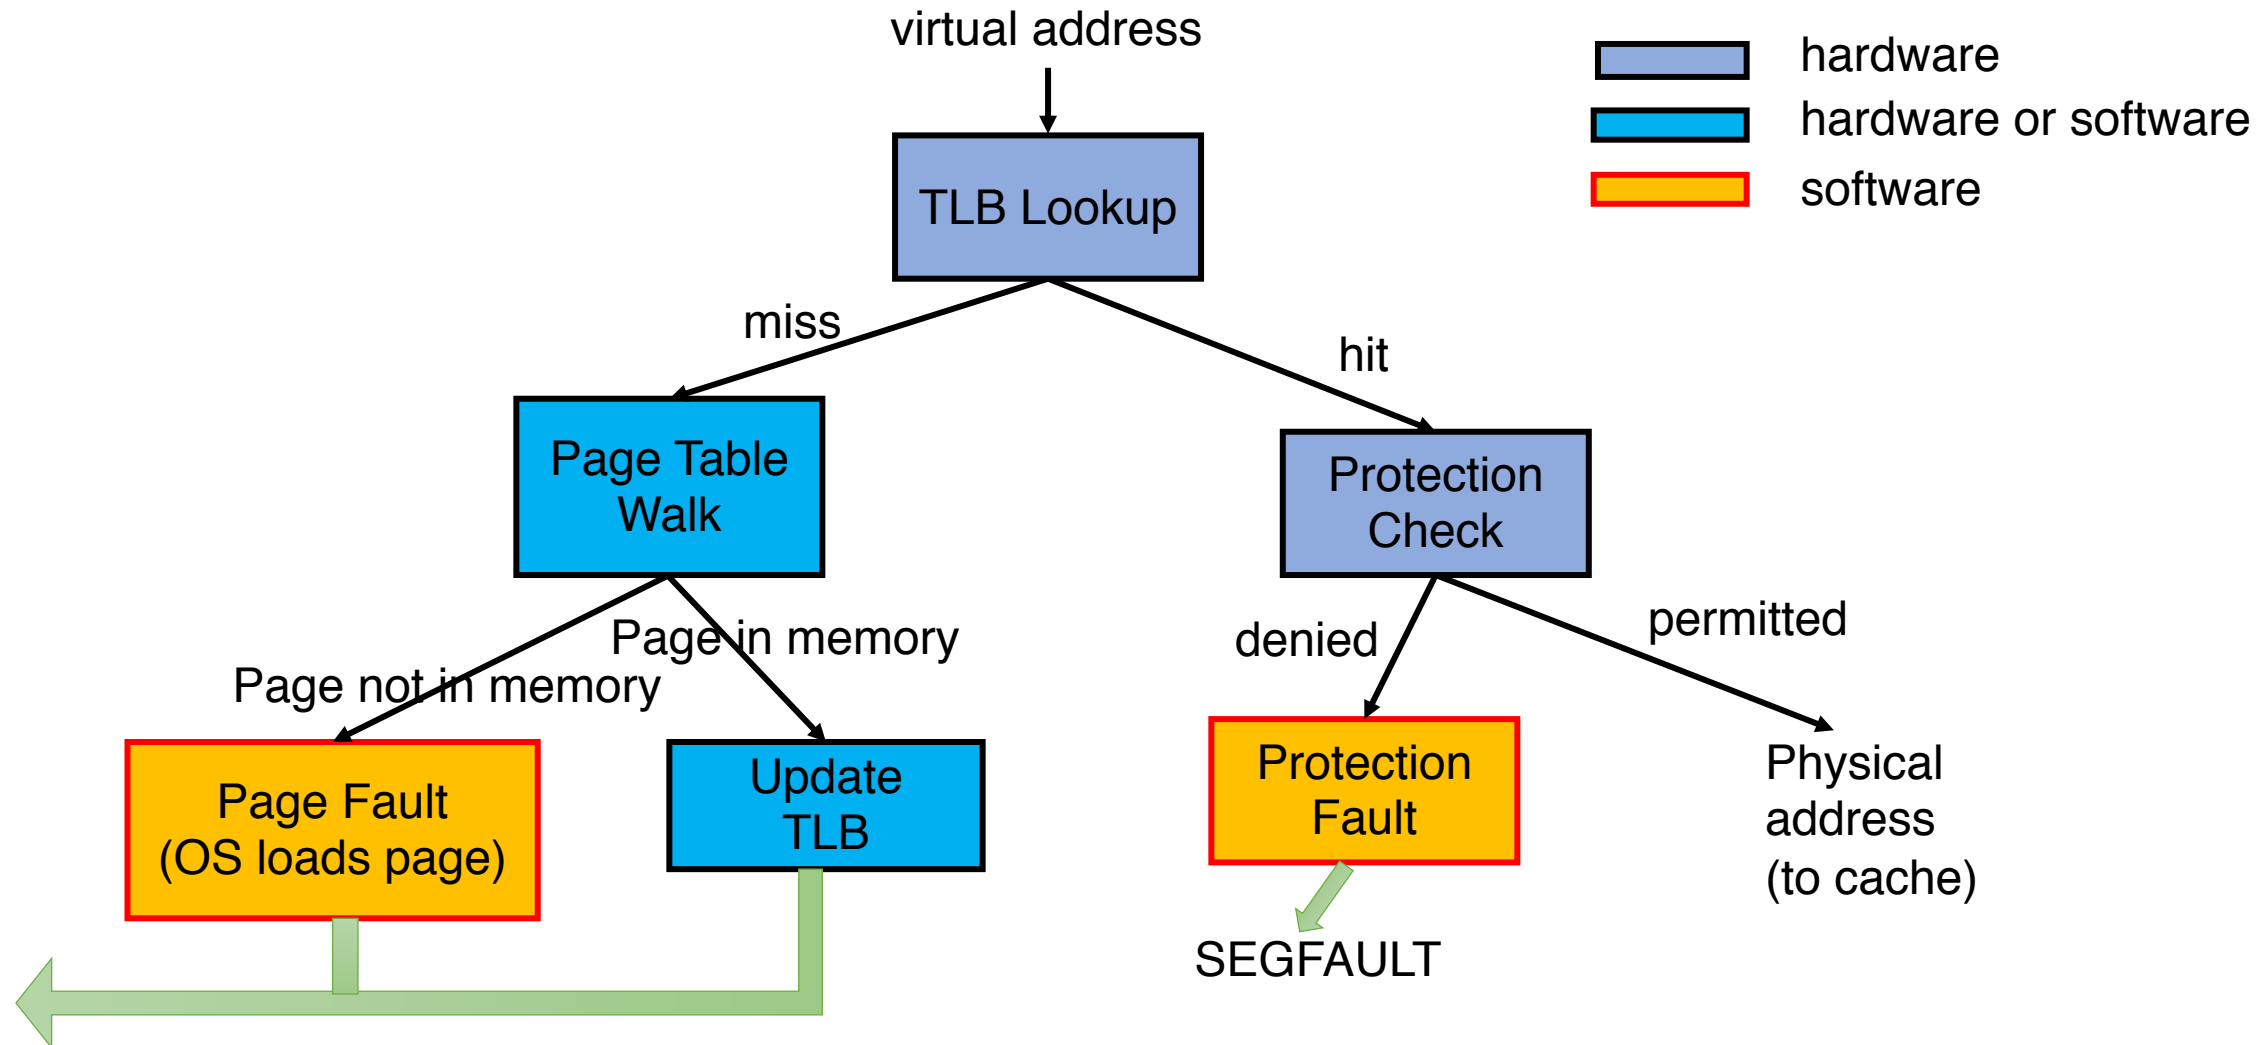 virtual address
hardware
hardware or software
software
TLB Lookup
miss
hit
Page Table
Walk
Protection
Check
Page in memory
Page not in memory
denied
permitted
Page Fault
(OS loads page)
Update
TLB
Protection
Fault
Physical
address
(to cache)
SEGFAULT